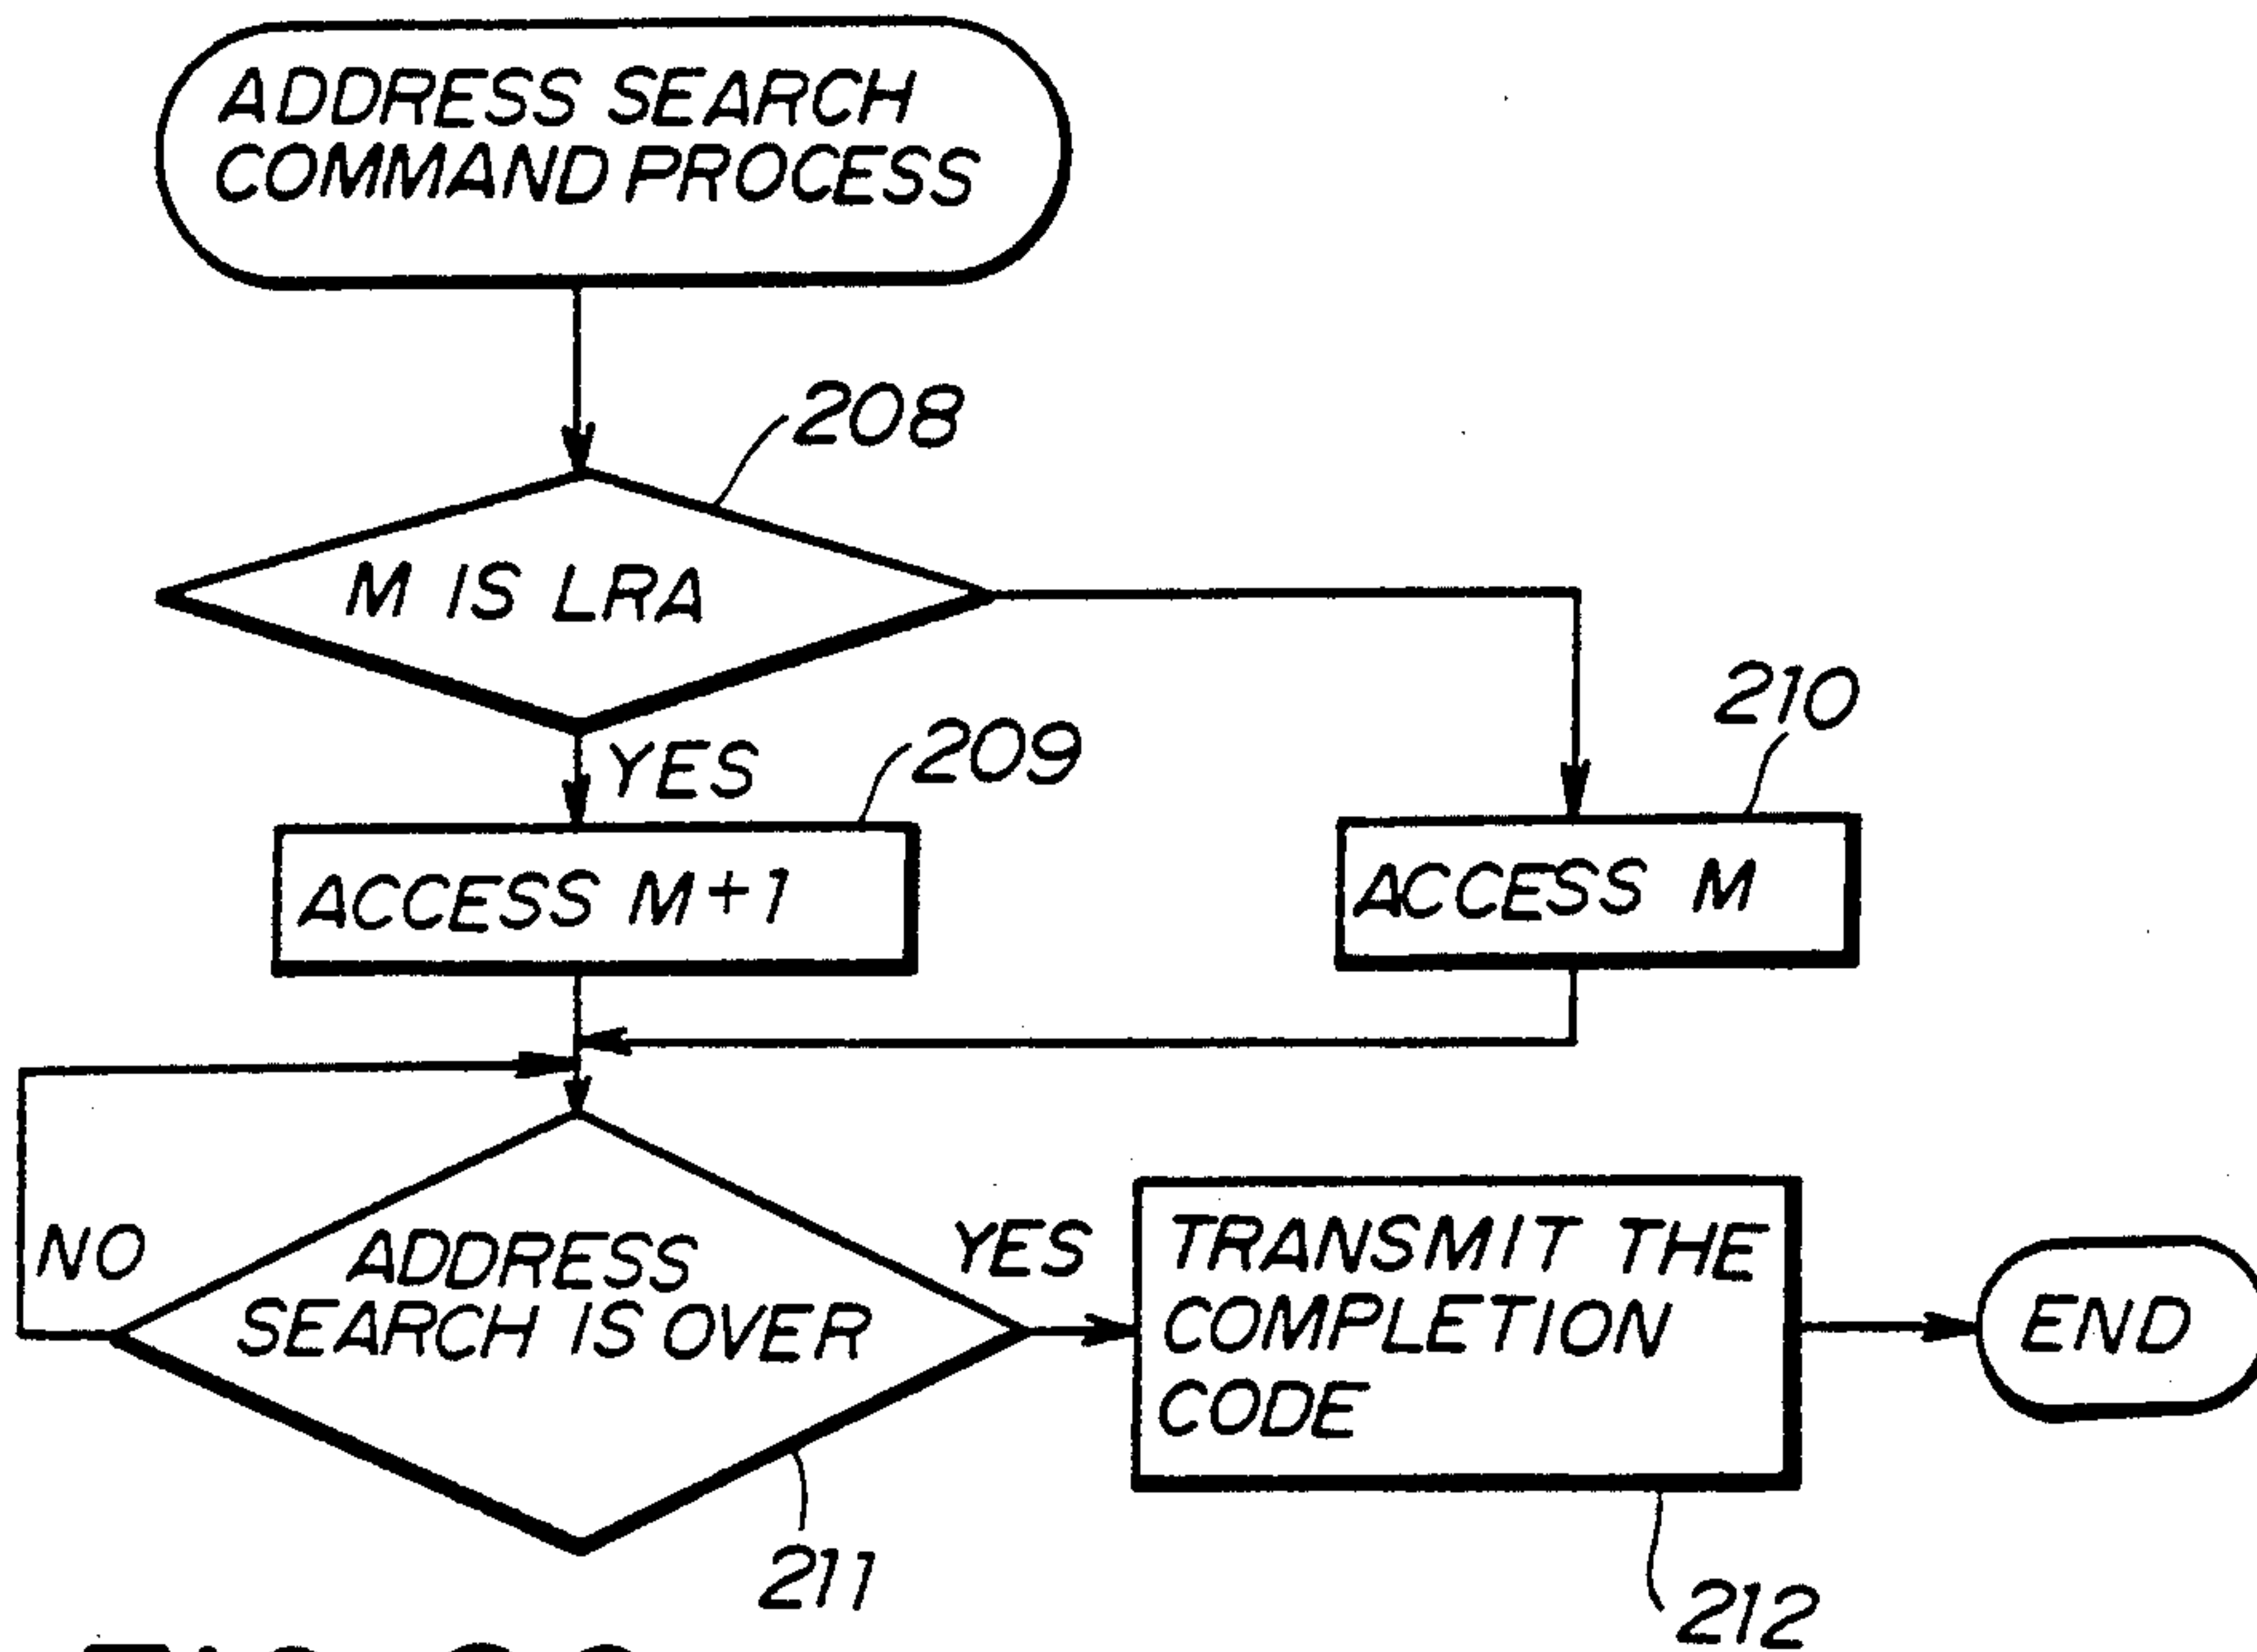 ADDRESS SEARCH
COMMAND PROCESS
208
M IS LRA
YES
209
210
ACCESS M+1
ACCESS M
NO
ADDRESS
SEARCH IS OVER
YES
TRANSMIT THE
COMPLETION
CODE
END
211
212